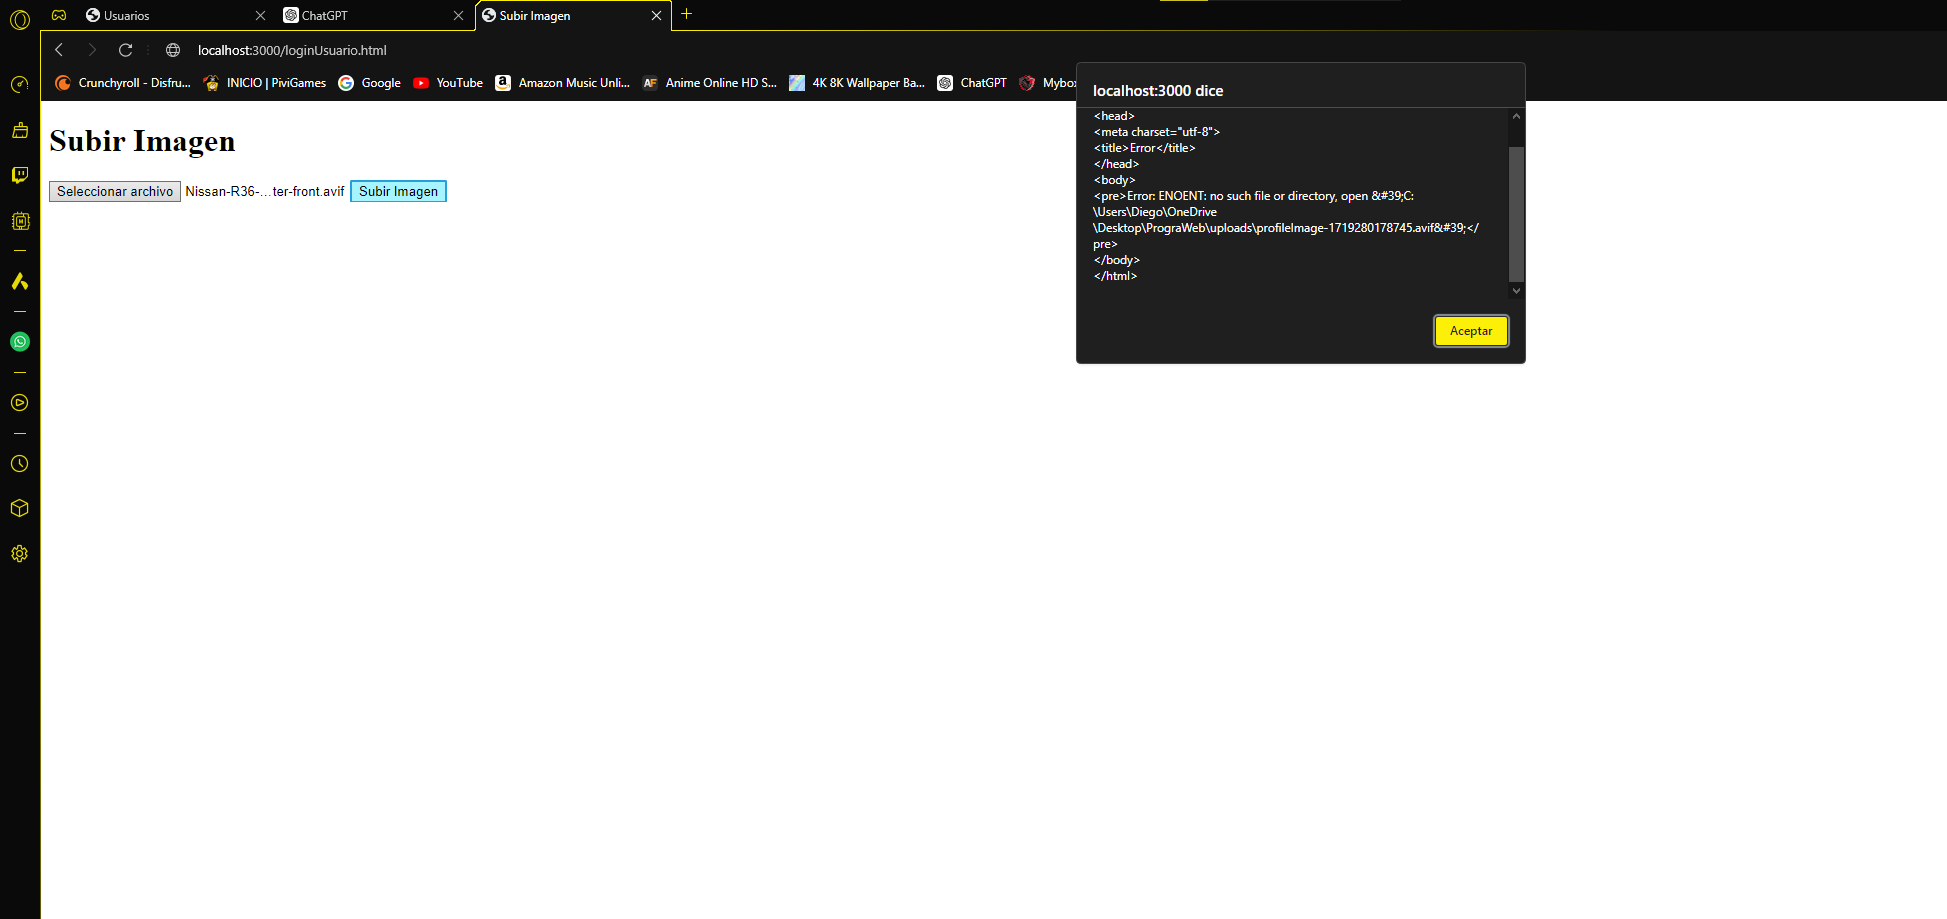 Usuarios
ChatGPT
Subir Imagen
localhost:3000/loginUsuario.html
Crunchyroll - Disfru...
INICIO | PiviGames
Google
YouTube
Amazon Music Unli...
AF Anime Online HD S...
4K 8K Wallpaper Ba...
ChatGPT
Mybox
localhost:3000 dice
<head>
<meta charset="utf-8">
<title>Error</title>
</head>
<body>
<pre>Error: ENOENT: no such file or directory, open &#39;C:
\Users\Diego\OneDrive
\Desktop\PrograWeb\uploads\profileImage-1719280178745.avif&#39;</
pre>
</body>
</html>
Aceptar
Subir Imagen
Seleccionar archivo Nissan-R36-...ter-front.avif Subir Imagen